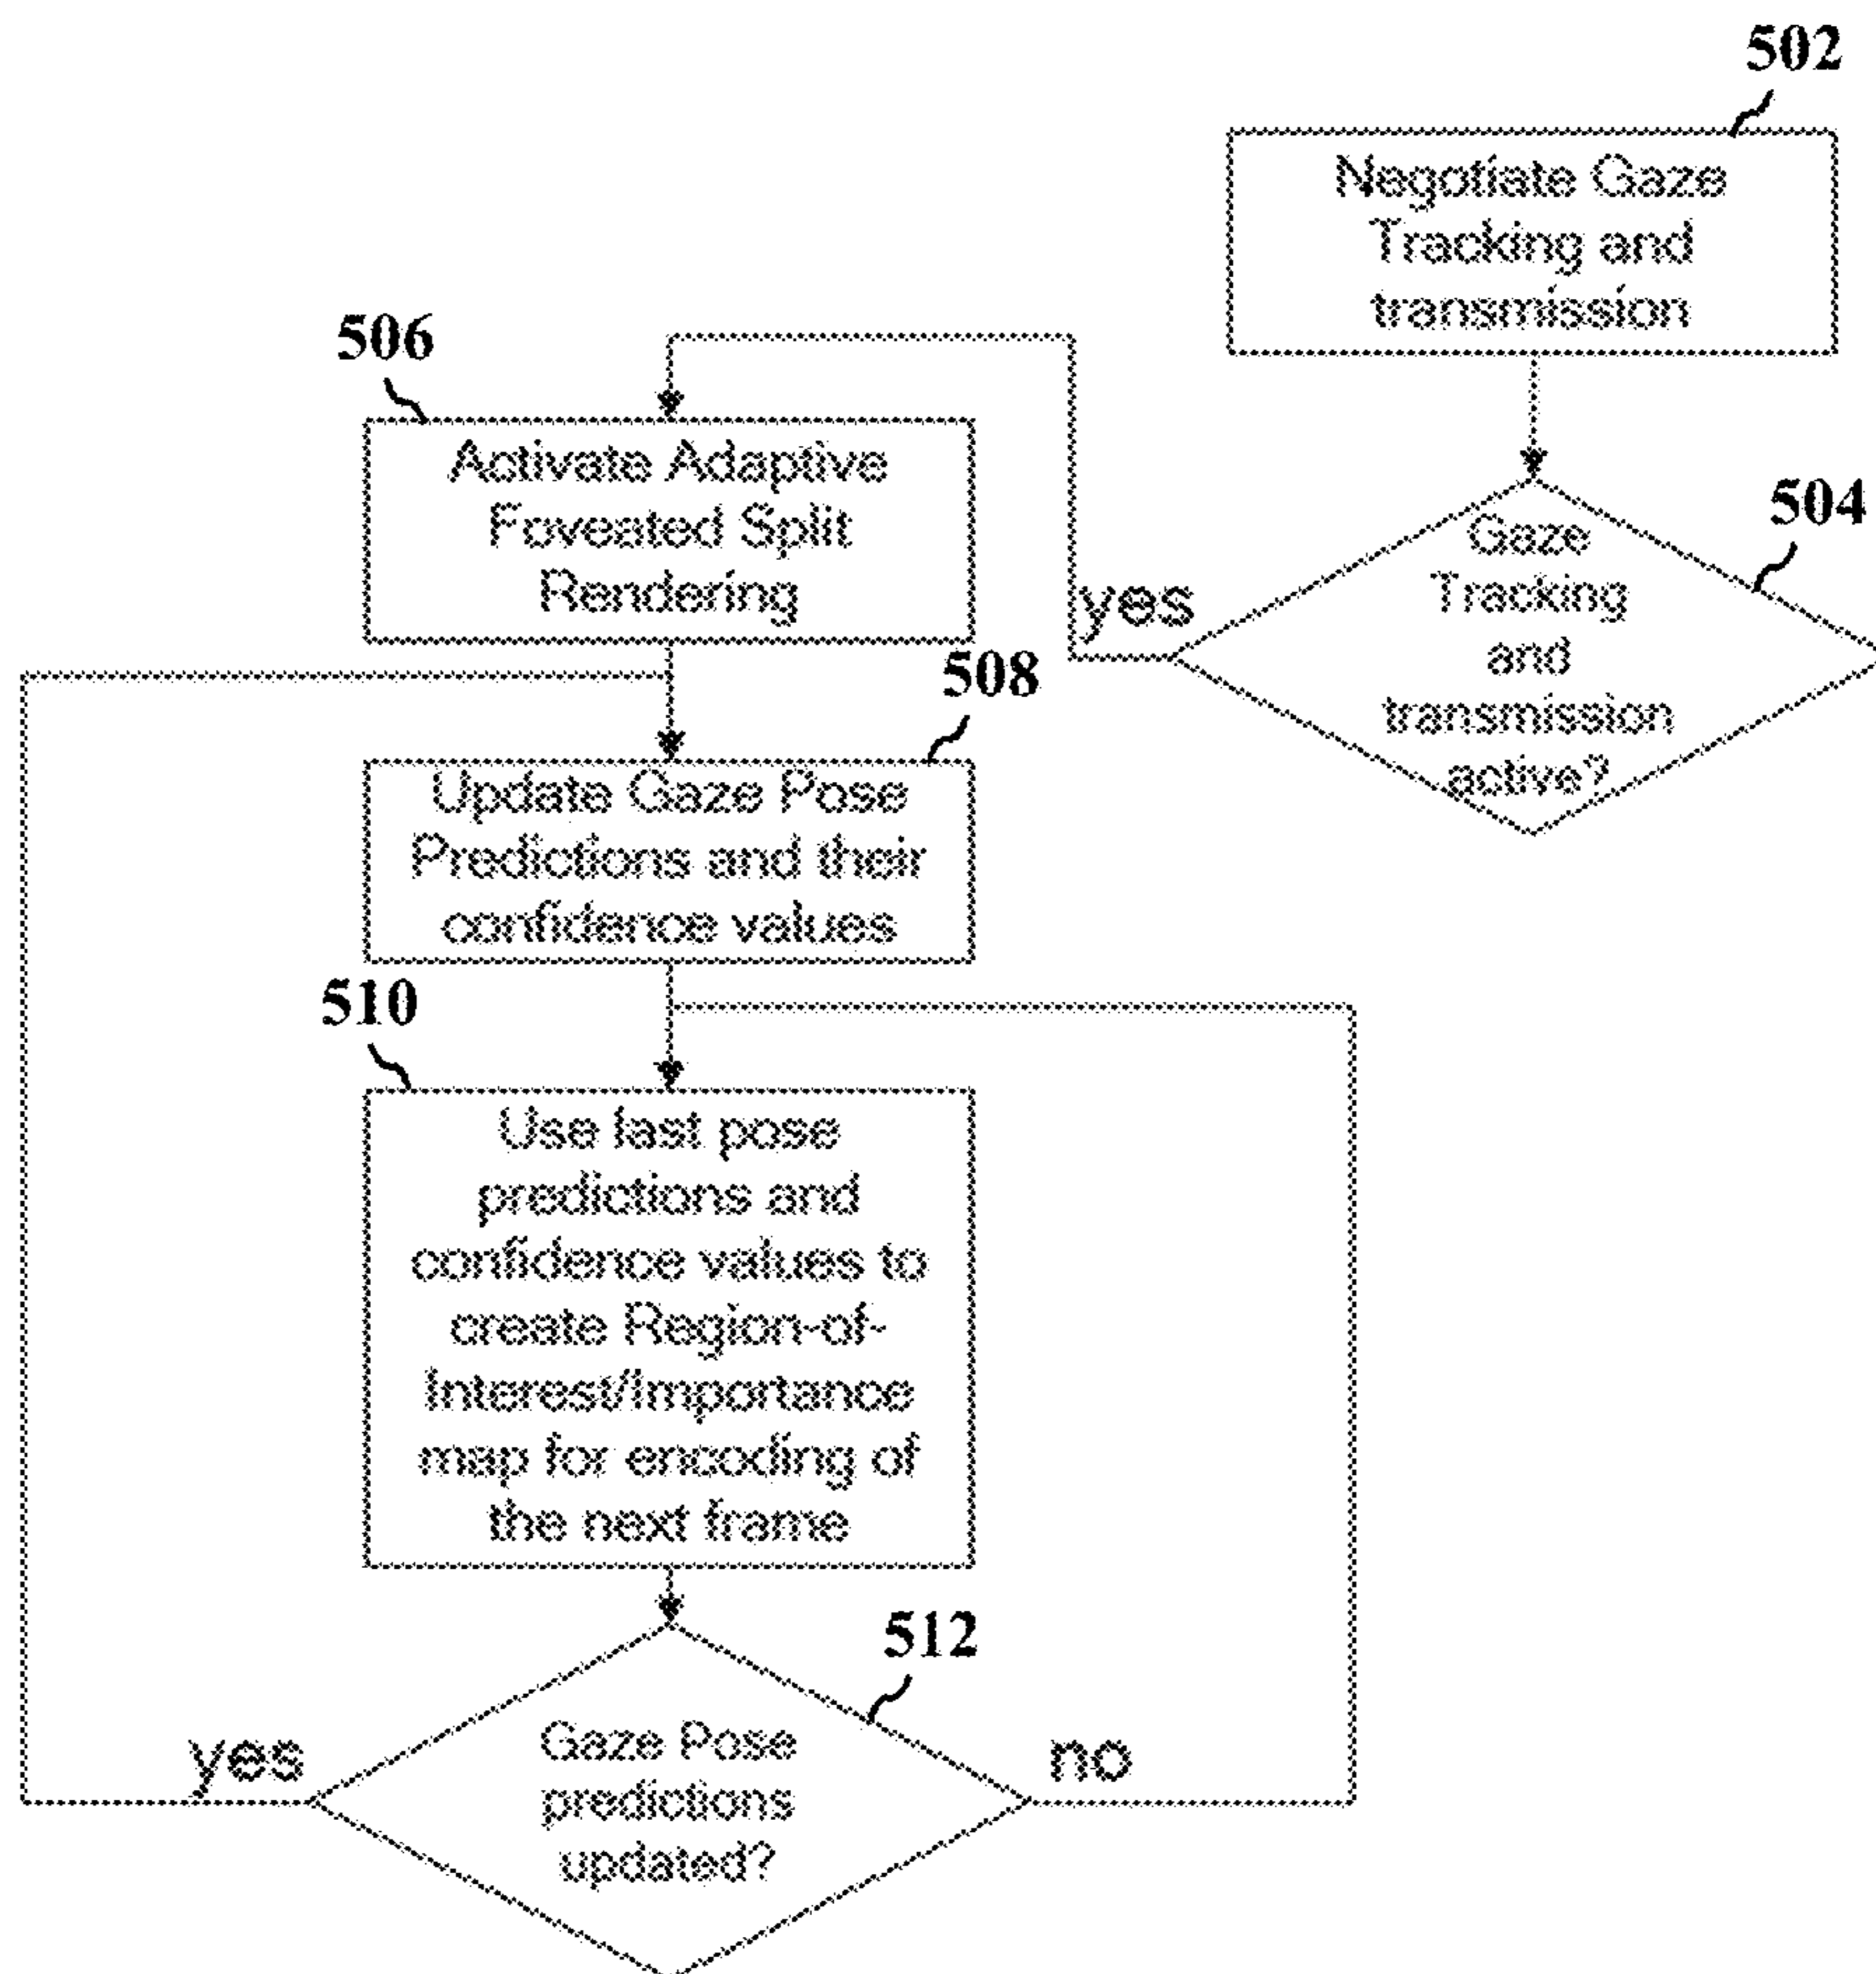 502
Negotiate Gaze
Tracking and
transmission
504
Gaze
Tracking
and
transmission
active?
yes
506
Activate Adaptive
Foveated Split
Rendering
508
Update Gaze Pose
Predictions and their
confidence values
510
Use last pose
predictions and
confidence values to
create Region-of-
Interest/Importance
map for encoding of
the next frame
512
Gaze Pose
predictions
updated?
yes
no